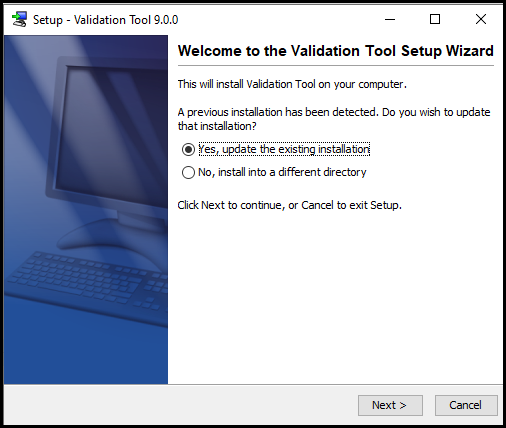 Setup - Validation Tool 9.0.0
Welcome to the Validation Tool Setup Wizard
This will install Validation Tool on your computer.
A previous installation has been detected. Do you wish to update
that installation?
Yes, update the existing installation
No, install into a different directory
Click Next to continue, or Cancel to exit Setup.
Next >
Cancel